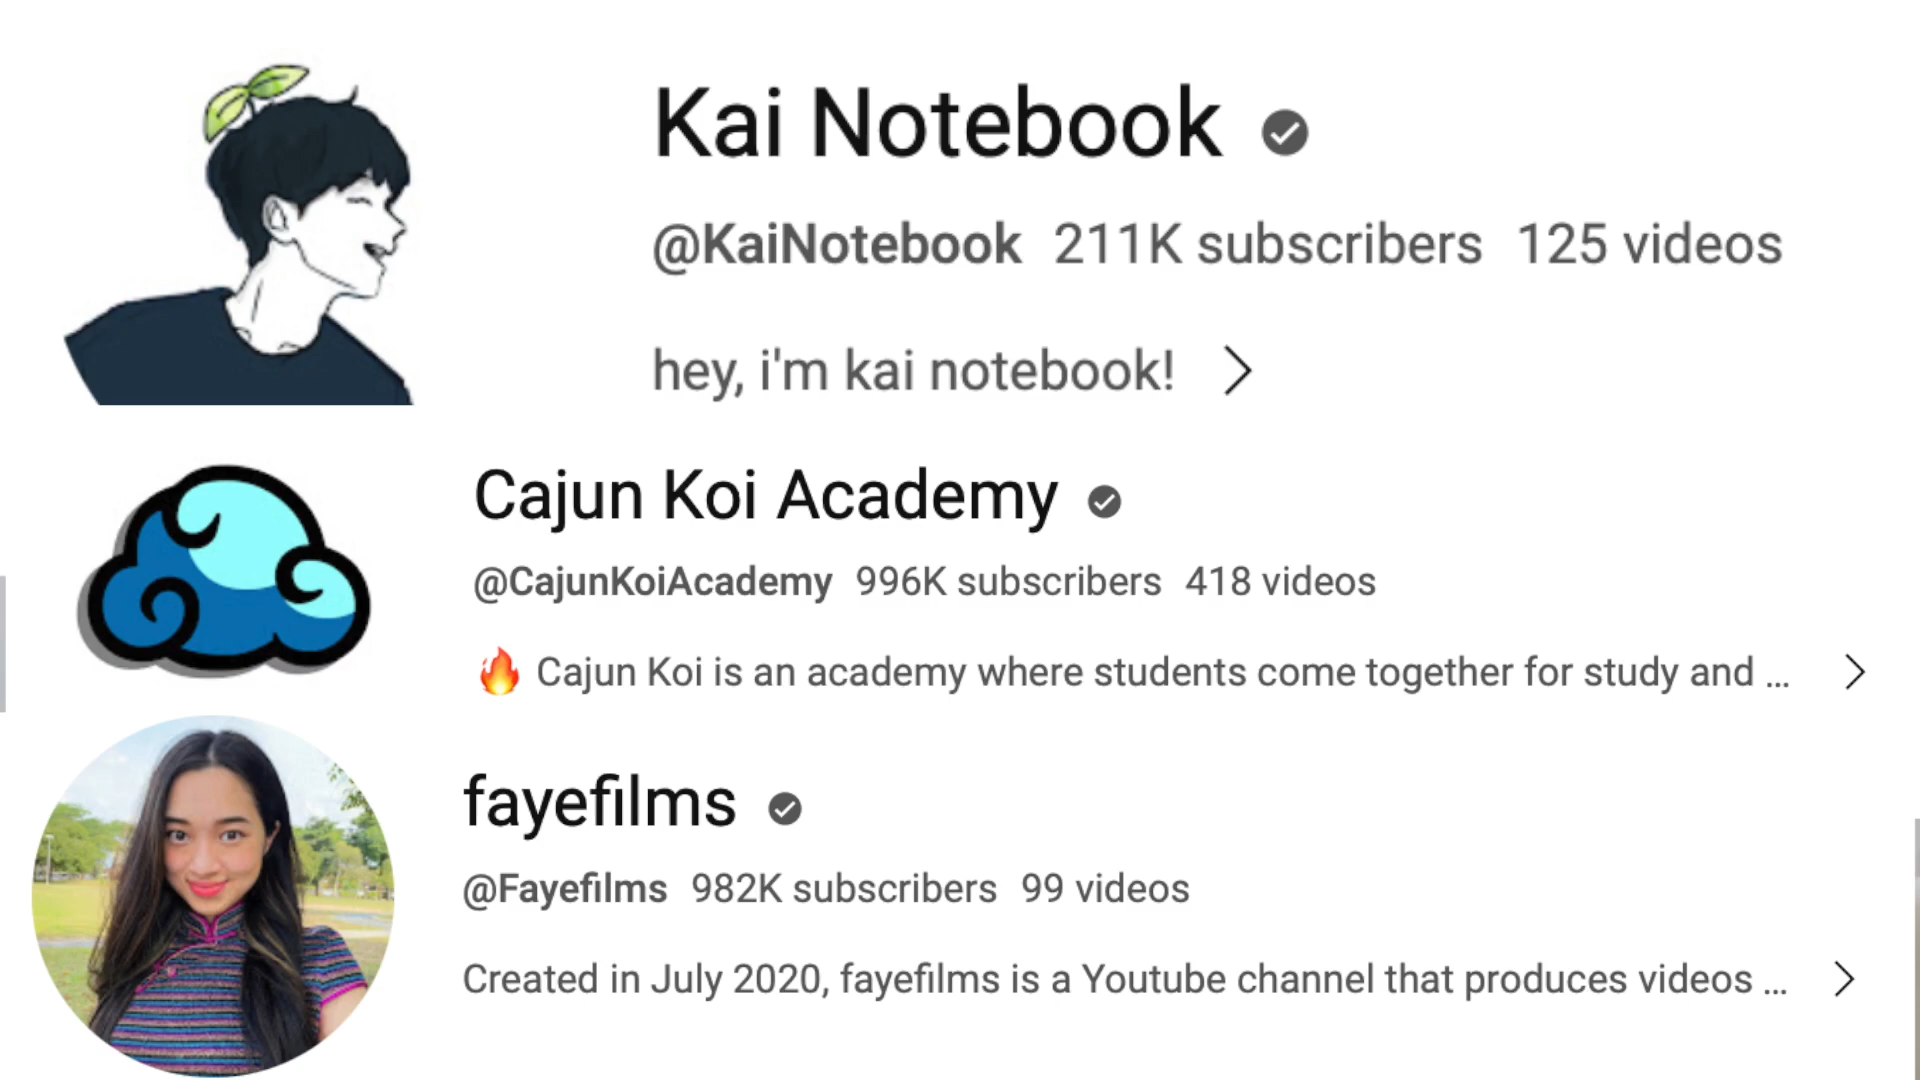 Kai Notebook
@KaiNotebook 211K subscribers 125 videos
hey, i'm kai notebook!
Cajun Koi Academy
@CajunKoiAcademy 996K subscribers 418 videos
🔥 Cajun Koi is an academy where students come together for study and ...
fayefilms
@Fayefilms 982K subscribers 99 videos
Created in July 2020, fayefilms is a Youtube channel that produces videos ...